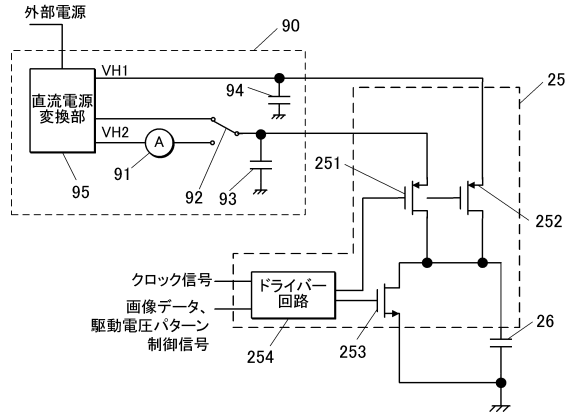 外部電源
90
VH1
直流電源
変換部
94
25
VH2
A
95
91
92
93
251
252
クロック信号
ドライバー
回路
画像データ、
駆動電圧パターン
制御信号
254
253
26